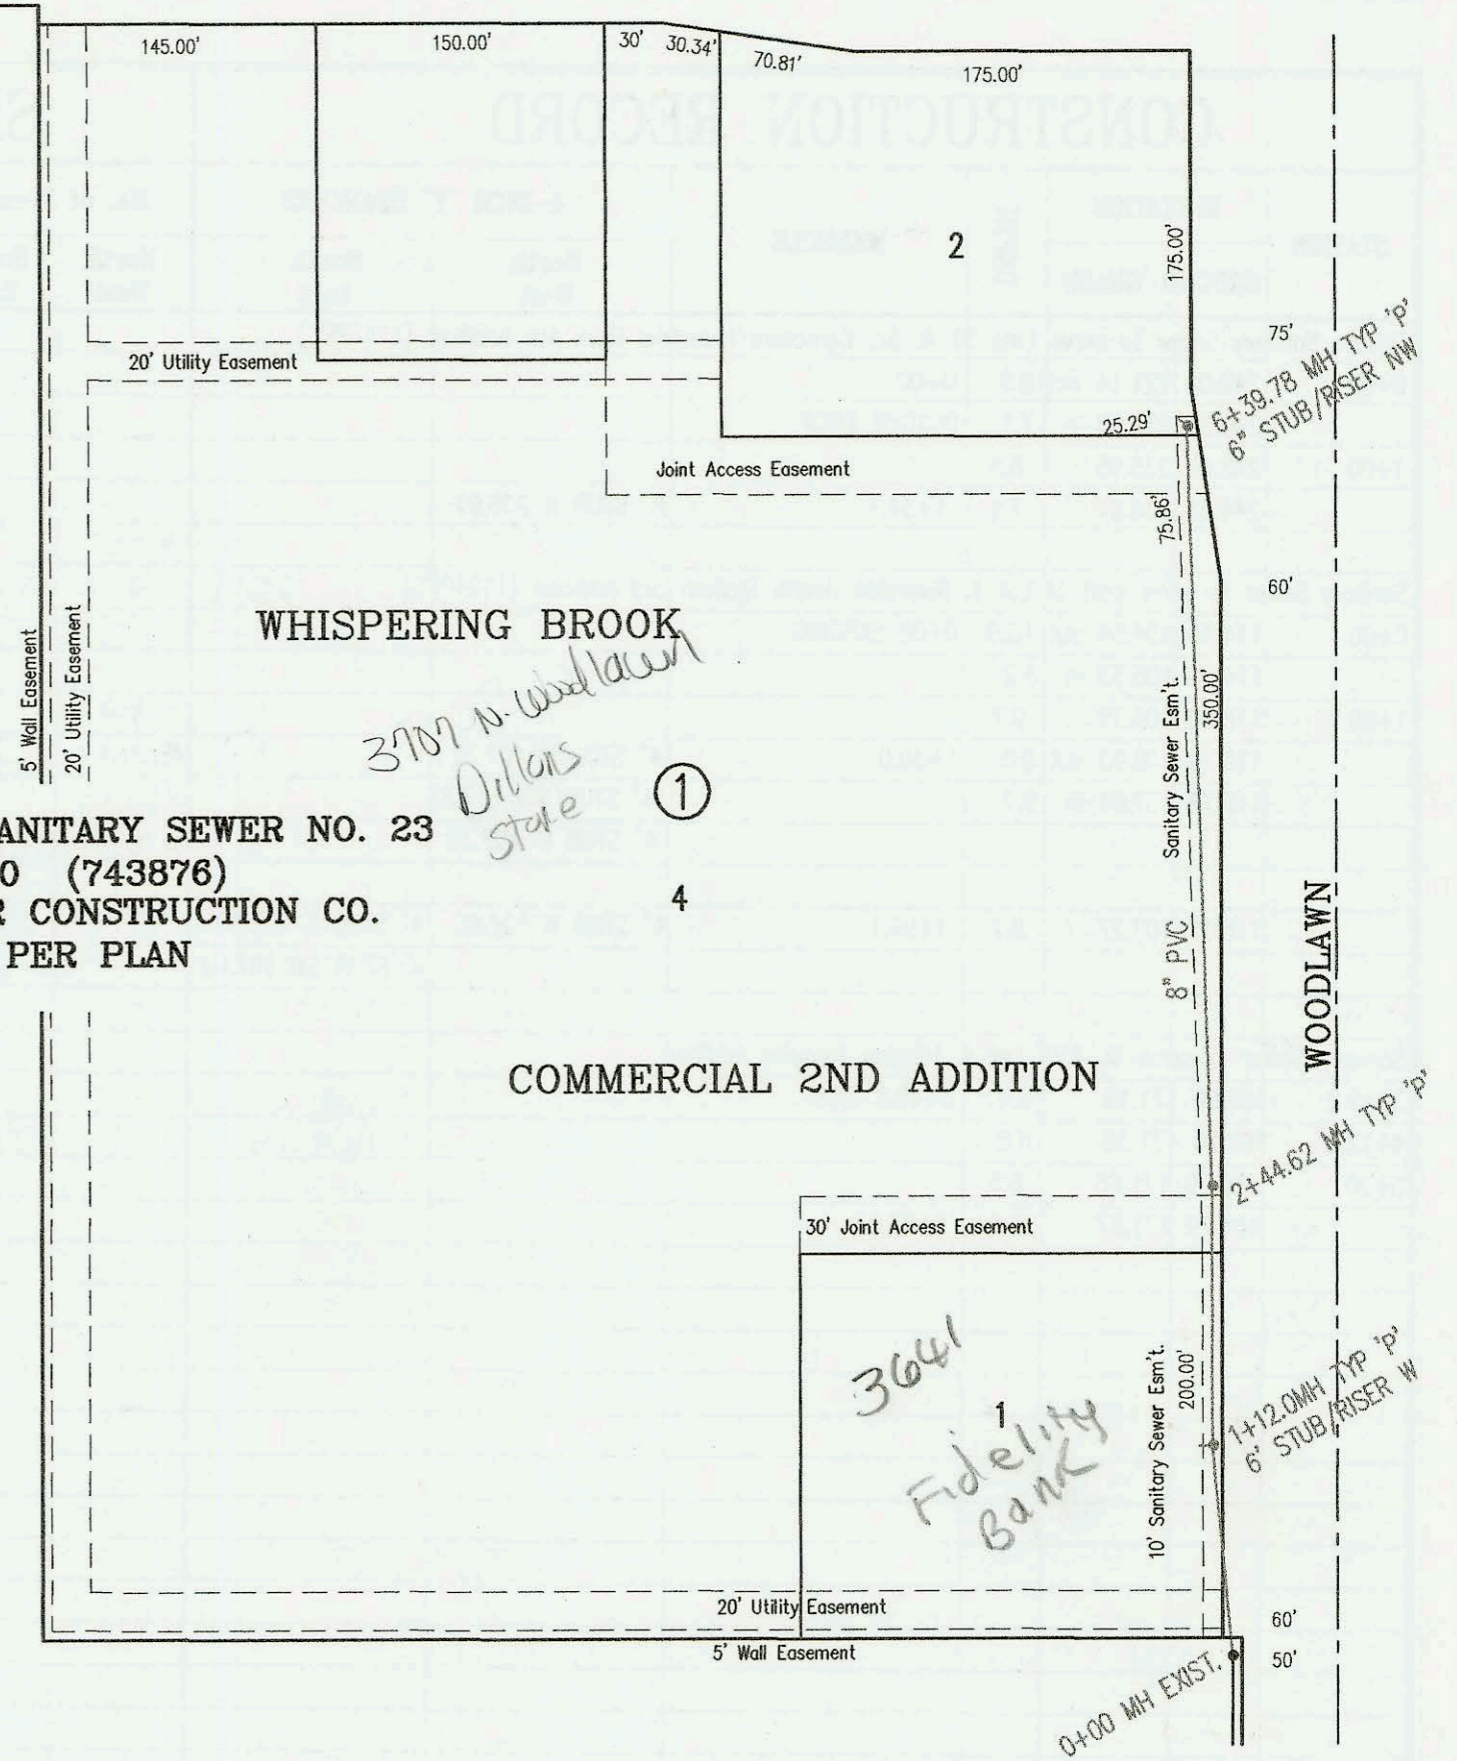 145.00'
150.00'
30'
30.34'
70.81'
175.00'
2
175.00'
75'
6+39.78 MH TYP 'P'
6" STUB/RISER NW
20' Utility Easement
25.29'
Joint Access Easement
75.86'
60'
WHISPERING BROOK
3707 N. Woodlawn
Dillons
Store
5' Wall Easement
20' Utility Easement
Sanitary Sewer Esm't.
350.00'
1
ANITARY SEWER NO. 23
0 (743876)
R CONSTRUCTION CO.
PER PLAN
4
8" PVC
WOODLAWN
COMMERCIAL 2ND ADDITION
2+44.62 MH TYP 'P'
30' Joint Access Easement
3641
1
Fidelity
Bank
10' Sanitary Sewer Esm't.
200.00'
1+12.0MH TYP 'P'
6' STUB/RISER W
20' Utility Easement
60'
5' Wall Easement
50'
0+00 MH EXIST.
CONSTRUCTION RECORD